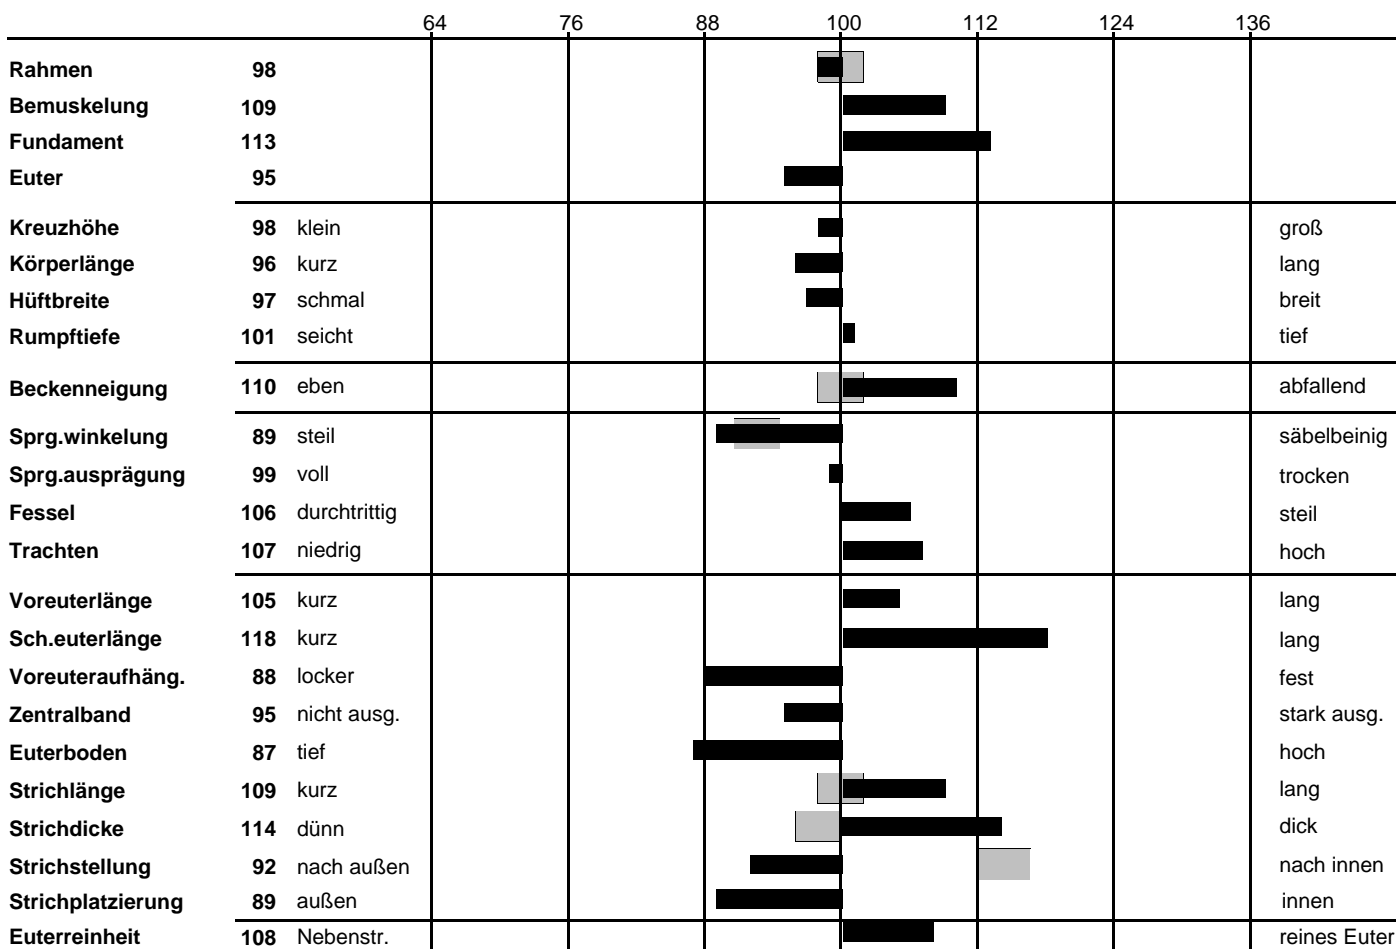 64 76 88 100 112 124 136
Rahmen 98
Bemuskelung 109
Fundament 113
Euter 95
Kreuzhöhe 98 klein groß
Körperlänge 96 kurz lang
Hüftbreite 97 schmal breit
Rumpftiefe 101 seicht tief
Beckenneigung 110 eben abfallend
Sprg.winkelung 89 steil säbelbeinig
Sprg.ausprägung 99 voll trocken
Fessel 106 durchtrittig steil
Trachten 107 niedrig hoch
Voreuterlänge 105 kurz lang
Sch.euterlänge 118 kurz lang
Voreuteraufhäng. 88 locker fest
Zentralband 95 nicht ausg. stark ausg.
Euterboden 87 tief hoch
Strichlänge 109 kurz lang
Strichdicke 114 dünn dick
Strichstellung 92 nach außen nach innen
Strichplatzierung 89 außen innen
Euterreinheit 108 Nebenstr. reines Euter